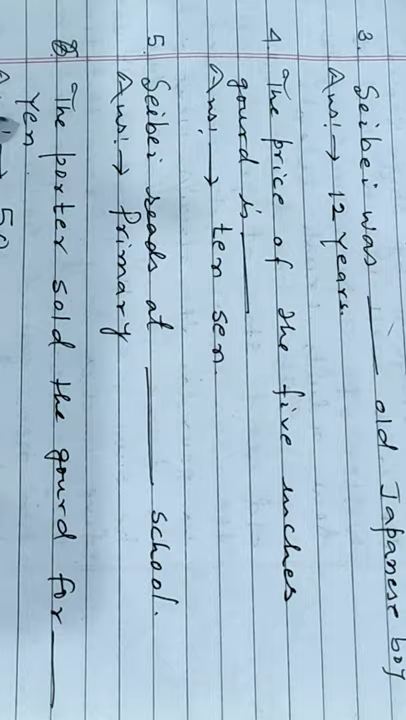 3. Seibei was ___ old Japanese boy
Ans:→ 12 years.
4. The price of the five inches
gourd is ___
Ans:→ ten sen.
5. Seibei reads at ___ school.
Ans:→ Primary
6. The porter sold the gourd for ___
yen.
→ 50